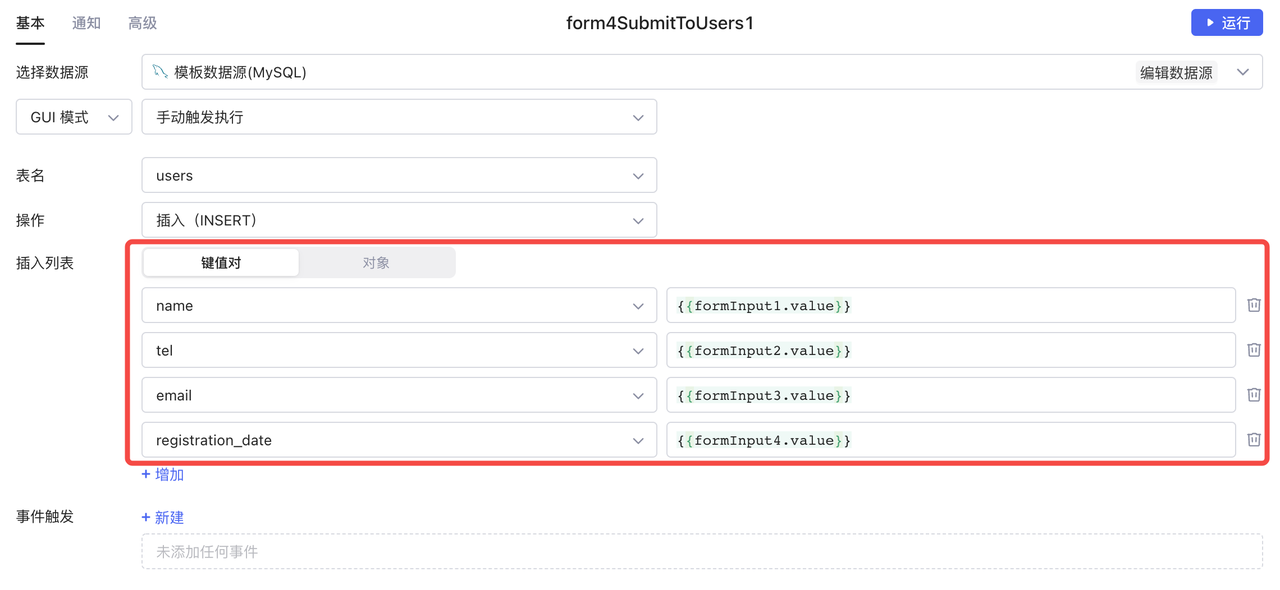 基本 通知 高级 form4SubmitToUsers1 运行
选择数据源 模板数据源(MySQL) 编辑数据源
GUI 模式 手动触发执行
表名 users
操作 插入（INSERT）
插入列表 键值对 对象
name {{formInput1.value}}
tel {{formInput2.value}}
email {{formInput3.value}}
registration_date {{formInput4.value}}
+ 增加
事件触发 + 新建
未添加任何事件